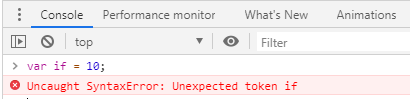 Console Performance monitor What's New Animations
top Filter
> var if = 10;
Uncaught SyntaxError: Unexpected token if